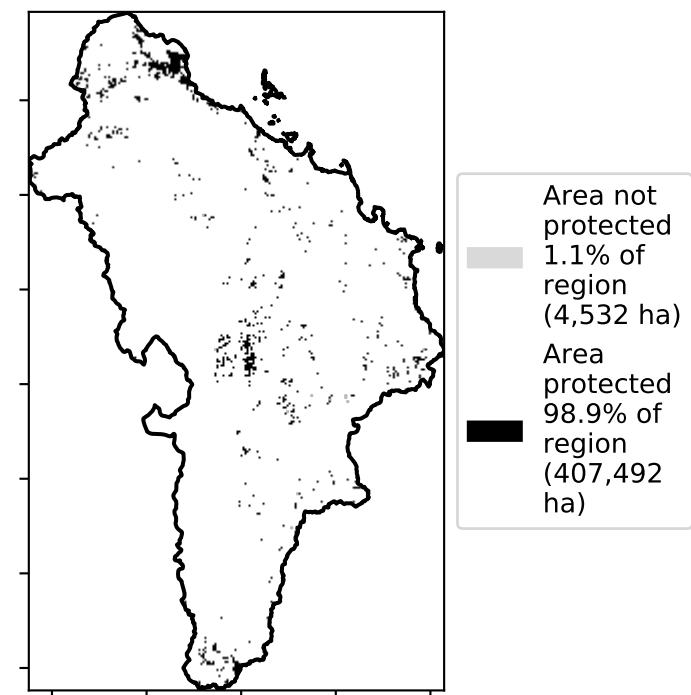 Area not
protected
1.1% of
region
(4,532 ha)
Area
protected
98.9% of
region
(407,492
ha)